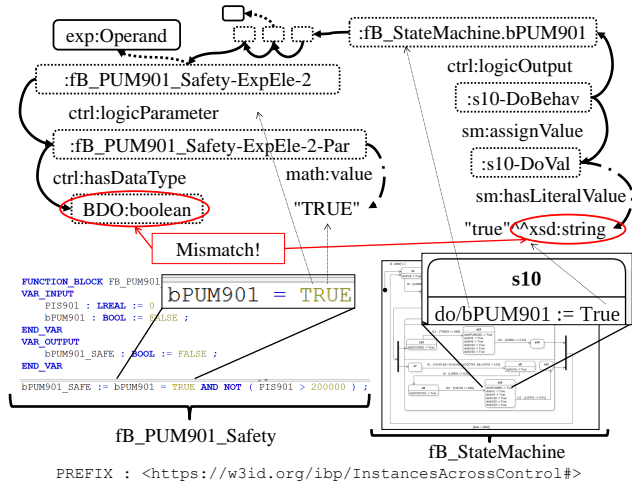 exp:Operand
:fB_StateMachine.bPUM901
:fB_PUM901_Safety-ExpEle-2
ctrl:logicOutput
ctrl:logicParameter
:s10-DoBehav
:fB_PUM901_Safety-ExpEle-2-Par
sm:assignValue
ctrl:hasDataType
math:value
:s10-DoVal
BDO:boolean
"TRUE"
sm:hasLiteralValue
Mismatch!
"true"^^xsd:string
FUNCTION_BLOCK FB_PUM901
VAR_INPUT
PIS901 : LREAL := 0
bPUM901 : BOOL := FALSE ;
END_VAR
VAR_OUTPUT
bPUM901_SAFE : BOOL := FALSE ;
END_VAR
bPUM901_SAFE := bPUM901 = TRUE AND NOT ( PIS901 > 200000 ) ;
bPUM901 = TRUE
s10
do/bPUM901 := True
fB_PUM901_Safety
fB_StateMachine
PREFIX : <https://w3id.org/ibp/InstancesAcrossControl#>